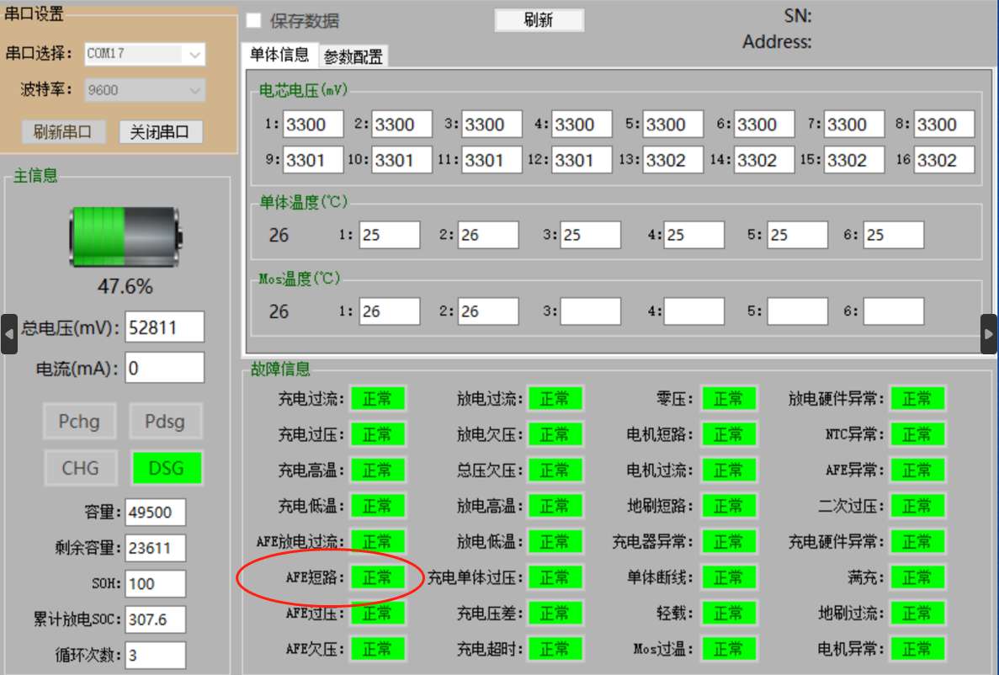 串口设置
串口选择: COM17
波特率: 9600
刷新串口 关闭串口
保存数据 刷新 SN:
Address:
单体信息 参数配置
电芯电压(mV)
1: 3300 2: 3300 3: 3300 4: 3300 5: 3300 6: 3300 7: 3300 8: 3300
9: 3301 10: 3301 11: 3301 12: 3301 13: 3302 14: 3302 15: 3302 16 3302
单体温度(℃)
26 1: 25 2: 26 3: 25 4: 25 5: 25 6: 25
Mos温度(℃)
26 1: 26 2: 26 3: 4: 5: 6:
主信息
47.6%
总电压(mV): 52811
电流(mA): 0
Pchg Pdsg
CHG DSG
容量: 49500
剩余容量: 23611
SOH: 100
累计放电SOC: 307.6
循环次数: 3
故障信息
充电过流: 正常 放电过流: 正常 零压: 正常 放电硬件异常: 正常
充电过压: 正常 放电欠压: 正常 电机短路: 正常 NTC异常: 正常
充电高温: 正常 总压欠压: 正常 电机过流: 正常 AFE异常: 正常
充电低温: 正常 放电高温: 正常 地刷短路: 正常 二次过压: 正常
AFE放电过流: 正常 放电低温: 正常 充电器异常: 正常 充电硬件异常: 正常
AFE短路: 正常 充电单体过压: 正常 单体断线: 正常 满充: 正常
AFE过压: 正常 充电压差: 正常 轻载: 正常 地刷过流: 正常
AFE欠压: 正常 充电超时: 正常 Mos过温: 正常 电机异常: 正常